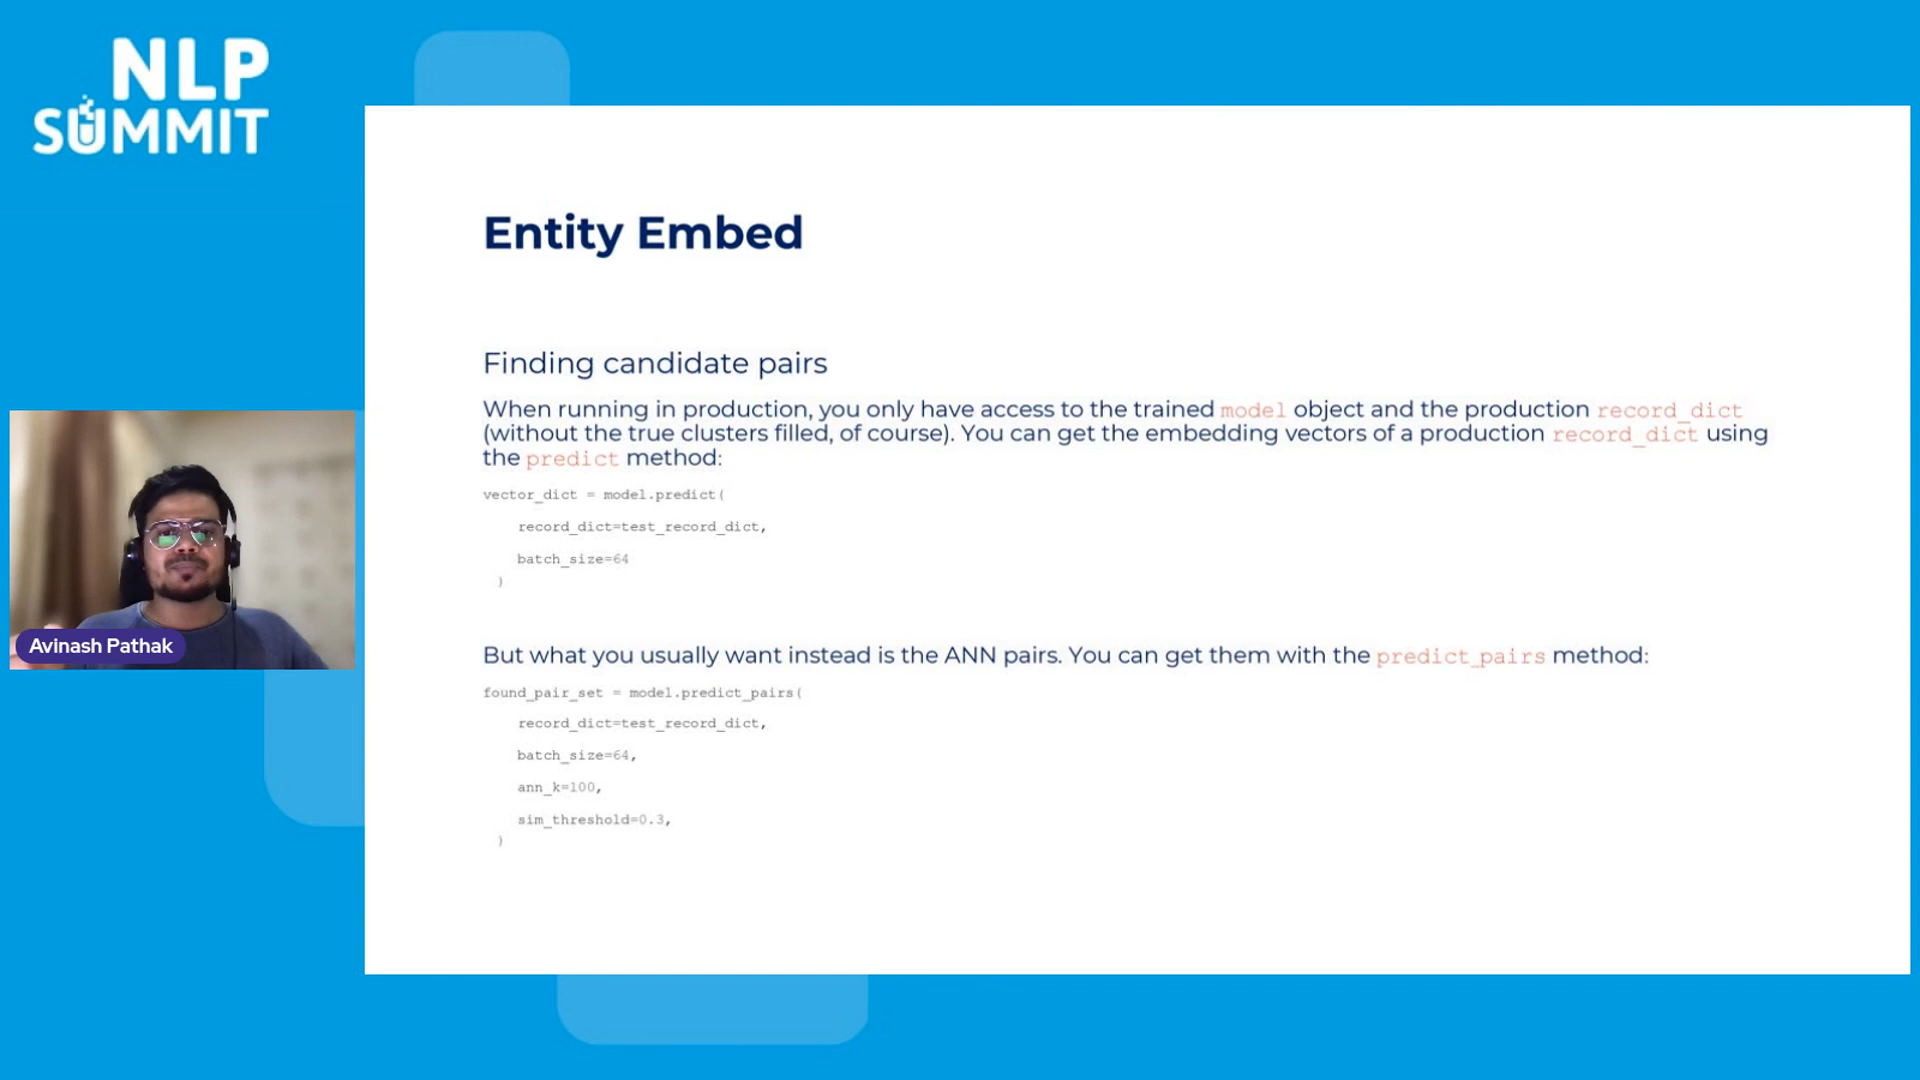 NLP
SUMMIT
Entity Embed
Finding candidate pairs
When running in production, you only have access to the trained model object and the production record_dict
(without the true clusters filled, of course). You can get the embedding vectors of a production record_dict using
the predict method:
vector_dict = model.predict(
record_dict=test_record_dict,
batch_size=64
)
But what you usually want instead is the ANN pairs. You can get them with the predict_pairs method:
found_pair_set = model.predict_pairs(
record_dict=test_record_dict,
batch_size=64,
ann_k=100,
sim_threshold=0.3,
)
Avinash Pathak